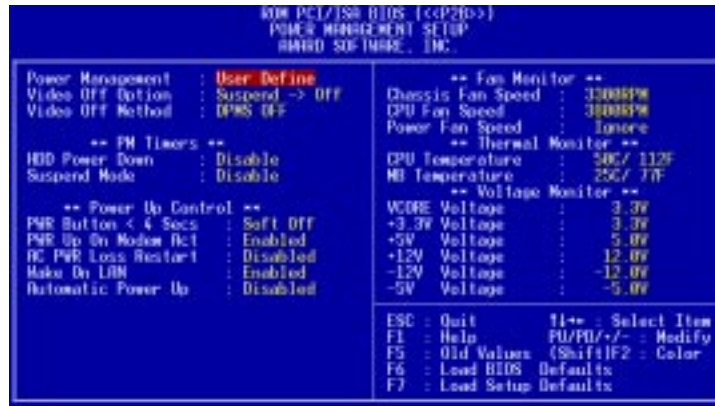 ROM PCI/ISA BIOS (<<P2B>>)
POWER MANAGEMENT SETUP
AWARD SOFTWARE, INC.
Power Management : User Define
Video Off Option : Suspend -> Off
Video Off Method : DPMS OFF
** PM Timers **
HDD Power Down : Disable
Suspend Mode : Disable
** Power Up Control **
PWR Button < 4 Secs : Soft Off
PWR Up On Modem Act : Enabled
AC PWR Loss Restart : Disabled
Wake On LAN : Enabled
Automatic Power Up : Disabled
** Fan Monitor **
Chassis Fan Speed : 3300RPM
CPU Fan Speed : 3800RPM
Power Fan Speed : Ignore
** Thermal Monitor **
CPU Temperature : 50C/ 112F
MB Temperature : 25C/ 77F
** Voltage Monitor **
VCORE Voltage : 3.3V
+3.3V Voltage : 3.3V
+5V Voltage : 5.0V
+12V Voltage : 12.0V
-12V Voltage : -12.0V
-5V Voltage : -5.0V
ESC : Quit ↑↓→← : Select Item
F1 : Help PU/PD/+/- : Modify
F5 : Old Values (Shift)F2 : Color
F6 : Load BIOS Defaults
F7 : Load Setup Defaults